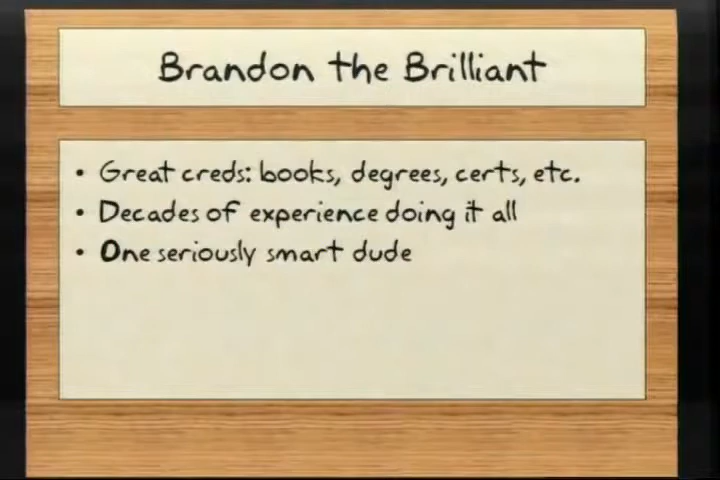 Brandon the Brilliant
• Great creds: books, degrees, certs, etc.
• Decades of experience doing it all
• One seriously smart dude